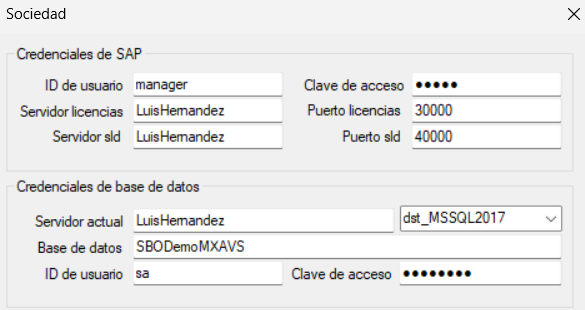 Sociedad
Credenciales de SAP
ID de usuario manager Clave de acceso ●●●●●
Servidor licencias LuisHernandez Puerto licencias 30000
Servidor sld LuisHernandez Puerto sld 40000
Credenciales de base de datos
Servidor actual LuisHernandez dst_MSSQL2017
Base de datos SBODemoMXAVS
ID de usuario sa Clave de acceso ●●●●●●●●